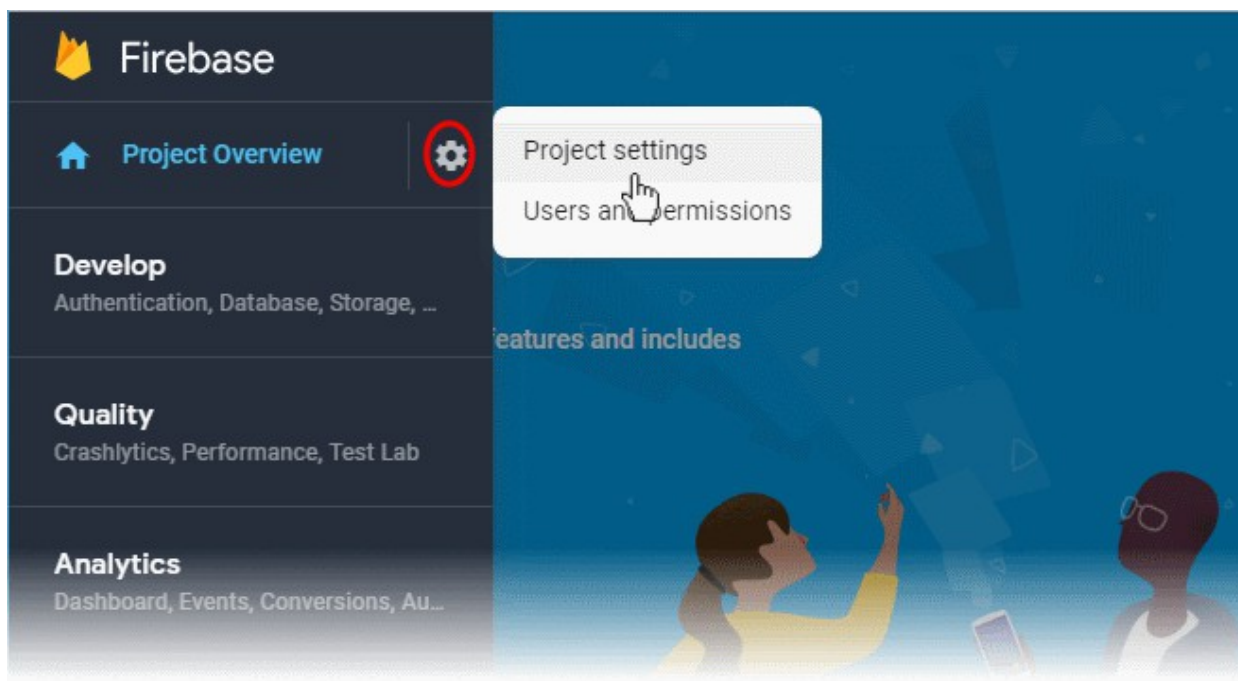 Firebase
Project Overview
Project settings
Users and permissions
Develop
Authentication, Database, Storage, ...
features and includes
Quality
Crashlytics, Performance, Test Lab
Analytics
Dashboard, Events, Conversions, Au...